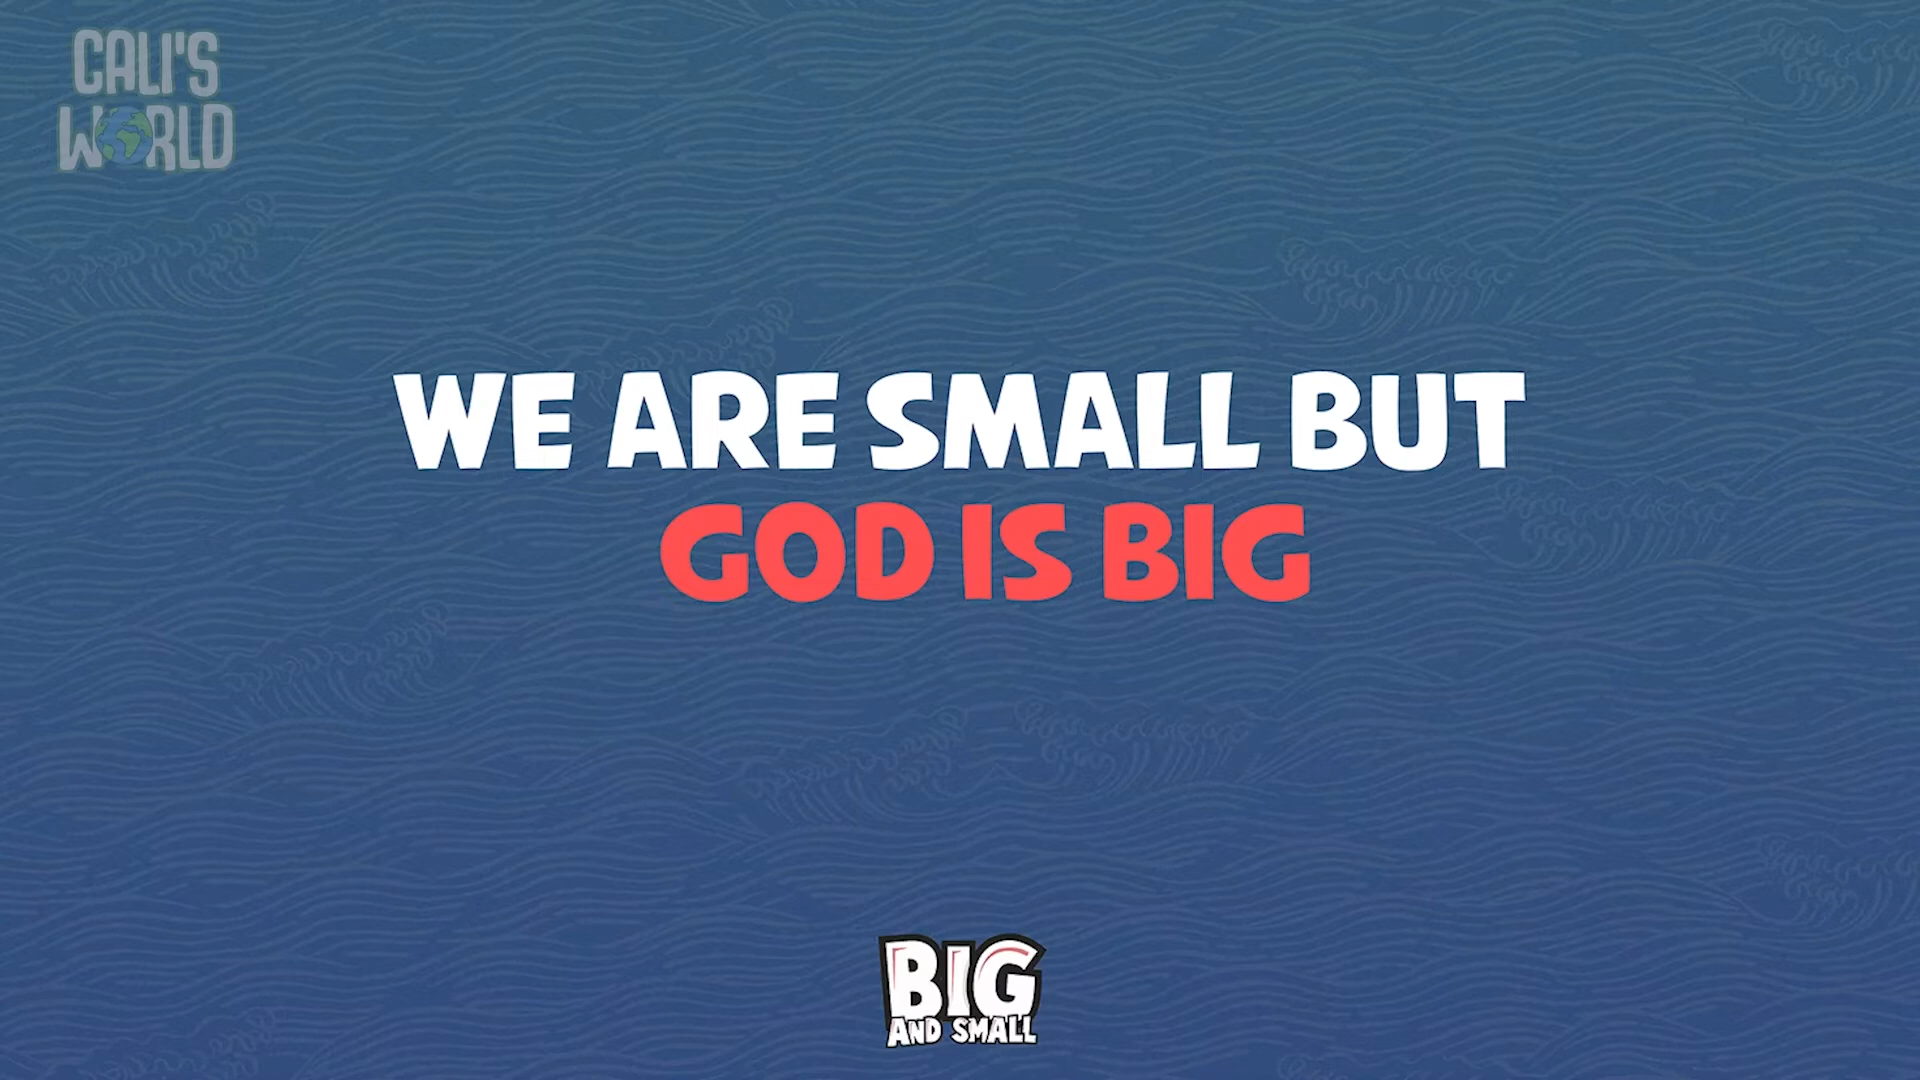 CALI'S
WORLD
WE ARE SMALL BUT
GOD IS BIG
BIG
AND SMALL